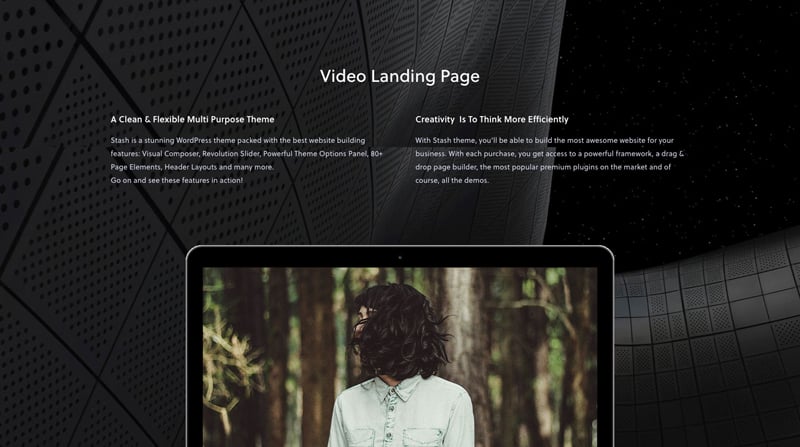 Video Landing Page
A Clean & Flexible Multi Purpose Theme
Stash is a stunning WordPress theme packed with the best website building
features: Visual Composer, Revolution Slider, Powerful Theme Options Panel, 80+
Page Elements, Header Layouts and many more.
Go on and see these features in action!
Creativity  Is To Think More Efficiently
With Stash theme, you'll be able to build the most awesome website for your
business. With each purchase, you get access to a powerful framework, a drag &
drop page builder, the most popular premium plugins on the market and of
course, all the demos.